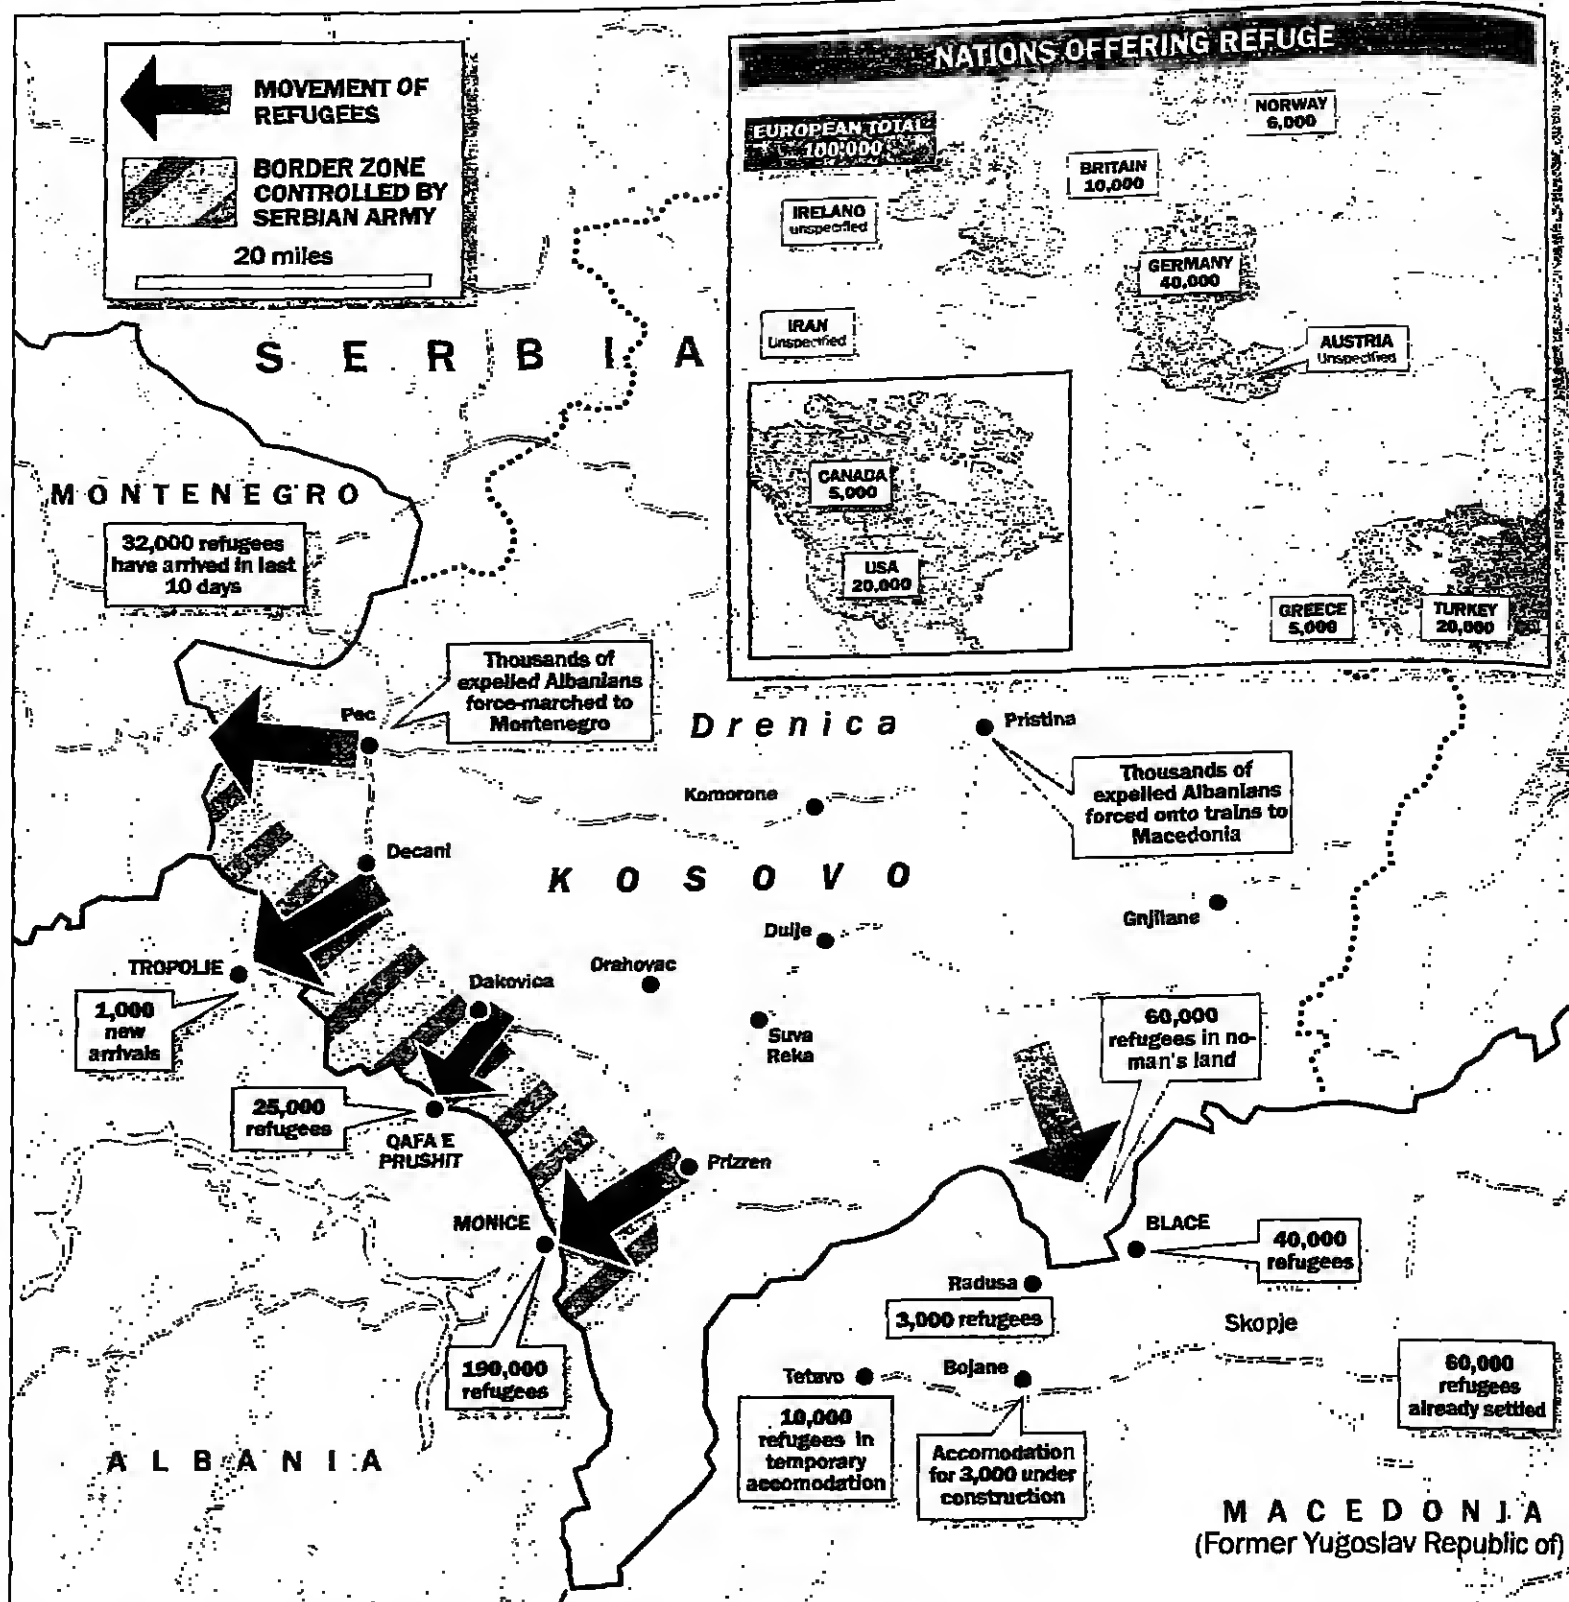 MOVEMENT OF
REFUGEES
BORDER ZONE
CONTROLLED BY
SERBIAN ARMY
20 miles
NATIONS OFFERING REFUGE
EUROPEAN TOTAL
100'000
NORWAY
6,000
BRITAIN
10,000
IRELANO
unspecified
GERMANY
40,000
IRAN
Unspecified
AUSTRIA
Unspecified
CANADA
5,000
USA
20,000
GREECE
5,000
TURKEY
20,000
SERBIA
MONTENEGRO
32,000 refugees
have arrived in last
10 days
Thousands of
expelled Albanians
force-marched to
Montenegro
Pec
Drenica
Pristina
Thousands of
expelled Albanians
forced onto trains to
Macedonia
Komorone
Decani
KOSOVO
Gnjilane
Dulje
Orahovac
TROPOLJE
1,000
new
arrivals
Dakovica
Suva
Reka
60,000
refugees in no-
man's land
25,000
refugees
QAFA E
PRUSHIT
Prizren
MONICE
BLACE
40,000
refugees
Radusa
3,000 refugees
Skopje
190,000
refugees
Tetavo
Bojane
10,000
refugees in
temporary
accomodation
Accomodation
for 3,000 under
construction
60,000
refugees
already settled
ALBANIA
MACEDONIA
(Former Yugoslav Republic of)